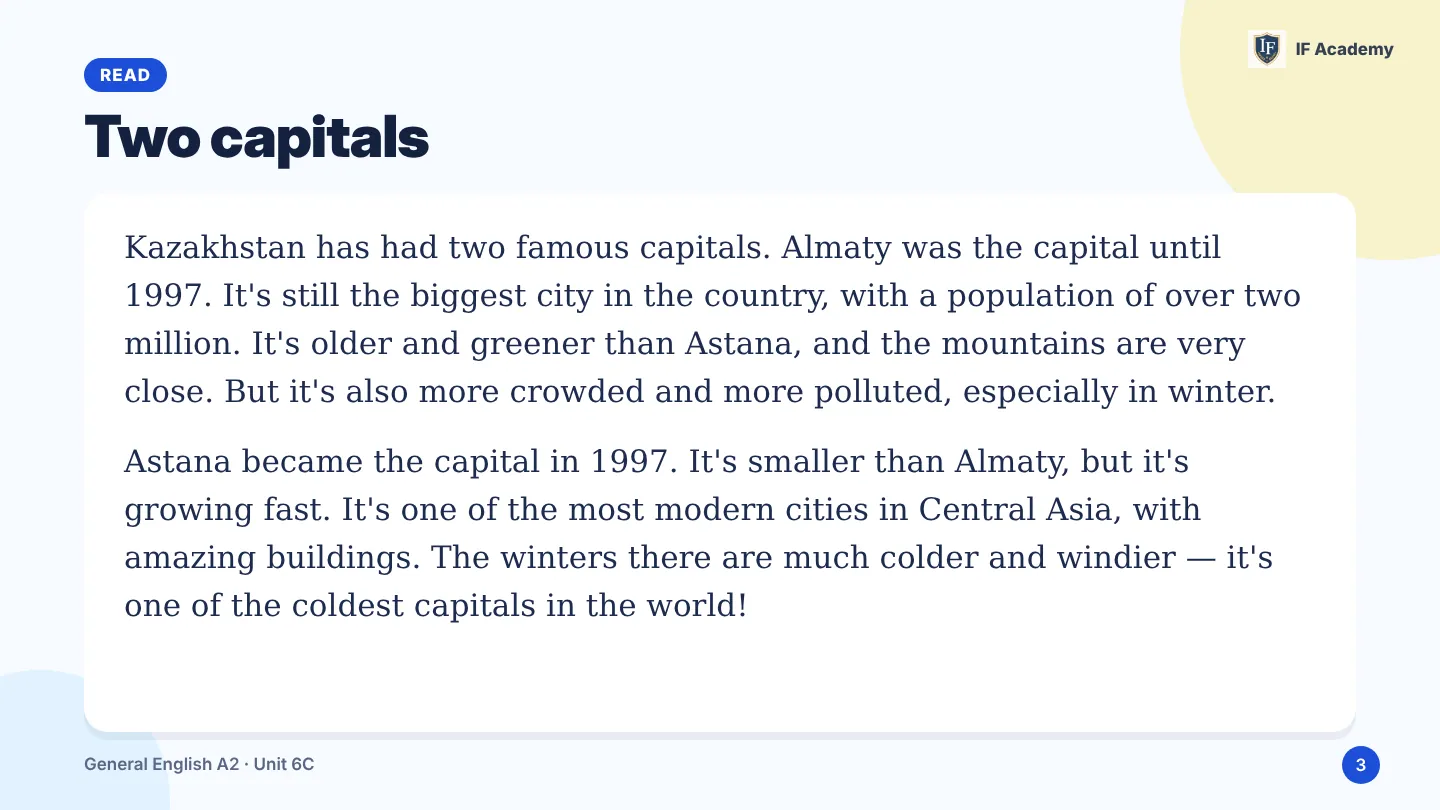 IF IF Academy
READ
Two capitals
Kazakhstan has had two famous capitals. Almaty was the capital until
1997. It's still the biggest city in the country, with a population of over two
million. It's older and greener than Astana, and the mountains are very
close. But it's also more crowded and more polluted, especially in winter.
Astana became the capital in 1997. It's smaller than Almaty, but it's
growing fast. It's one of the most modern cities in Central Asia, with
amazing buildings. The winters there are much colder and windier — it's
one of the coldest capitals in the world!
General English A2 · Unit 6C
3